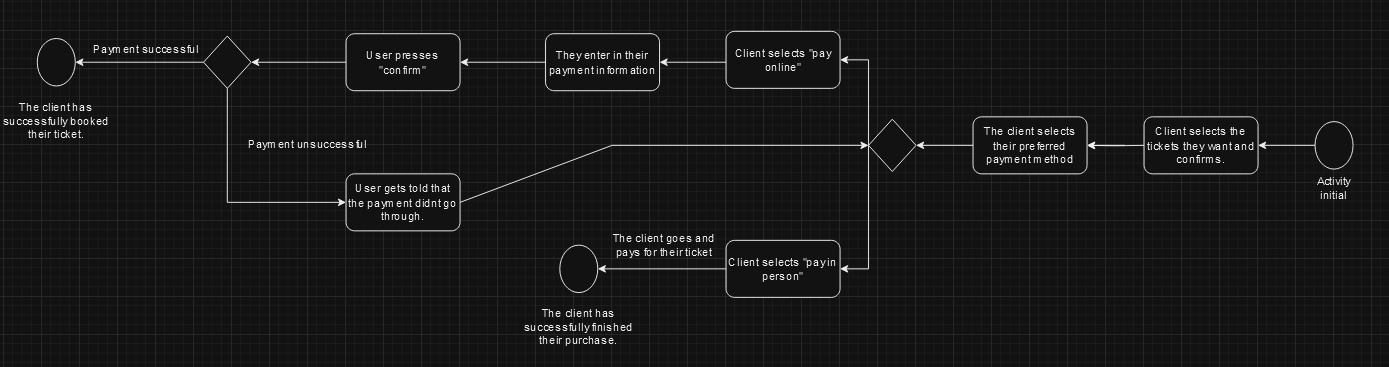 Payment successful
User presses
"confirm"
They enter in their
payment information
Client selects "pay
online"
The client has
successfully booked
their ticket.
Payment unsuccessful
The client selects
their preferred
payment method
Client selects the
tickets they want and
confirms.
Activity
initial
User gets told that
the payment didnt go
through.
The client goes and
pays for their ticket
Client selects "pay in
person"
The client has
successfully finished
their purchase.